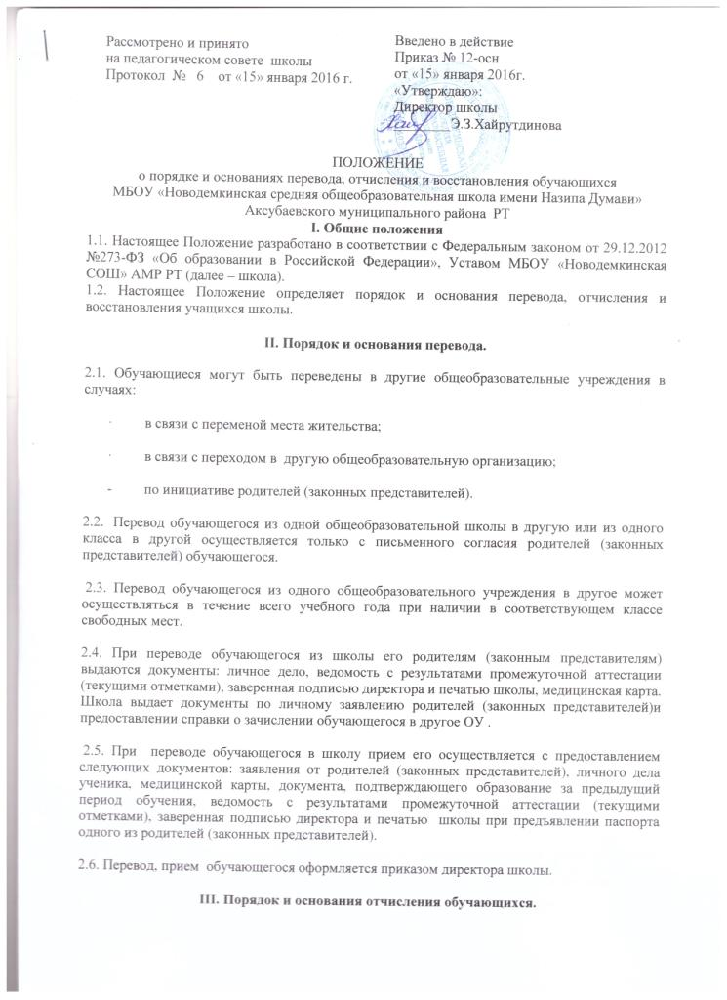 Рассмотрено и принято
на педагогическом совете школы
Протокол № 6 от «15» января 2016 г.
Введено в действие
Приказ № 12-осн
от «15» января 2016г.
«Утверждаю»:
Директор школы
________Э.З.Хайрутдинова
ПОЛОЖЕНИЕ
о порядке и основаниях перевода, отчисления и восстановления обучающихся
МБОУ «Новодемкинская средняя общеобразовательная школа имени Назипа Думави»
Аксубаевского муниципального района РТ
I. Общие положения
1.1. Настоящее Положение разработано в соответствии с Федеральным законом от 29.12.2012
№273-ФЗ «Об образовании в Российской Федерации», Уставом МБОУ «Новодемкинская
СОШ» АМР РТ (далее – школа).
1.2. Настоящее Положение определяет порядок и основания перевода, отчисления и
восстановления учащихся школы.
II. Порядок и основания перевода.
2.1. Обучающиеся могут быть переведены в другие общеобразовательные учреждения в
случаях:
· в связи с переменой места жительства;
· в связи с переходом в другую общеобразовательную организацию;
- по инициативе родителей (законных представителей).
2.2. Перевод обучающегося из одной общеобразовательной школы в другую или из одного
класса в другой осуществляется только с письменного согласия родителей (законных
представителей) обучающегося.
2.3. Перевод обучающегося из одного общеобразовательного учреждения в другое может
осуществляться в течение всего учебного года при наличии в соответствующем классе
свободных мест.
2.4. При переводе обучающегося из школы его родителям (законным представителям)
выдаются документы: личное дело, ведомость с результатами промежуточной аттестации
(текущими отметками), заверенная подписью директора и печатью школы, медицинская карта.
Школа выдает документы по личному заявлению родителей (законных представителей)и
предоставлении справки о зачислении обучающегося в другое ОУ .
2.5. При переводе обучающегося в школу прием его осуществляется с предоставлением
следующих документов: заявления от родителей (законных представителей), личного дела
ученика, медицинской карты, документа, подтверждающего образование за предыдущий
период обучения, ведомость с результатами промежуточной аттестации (текущими
отметками), заверенная подписью директора и печатью школы при предъявлении паспорта
одного из родителей (законных представителей).
2.6. Перевод, прием обучающегося оформляется приказом директора школы.
III. Порядок и основания отчисления обучающихся.